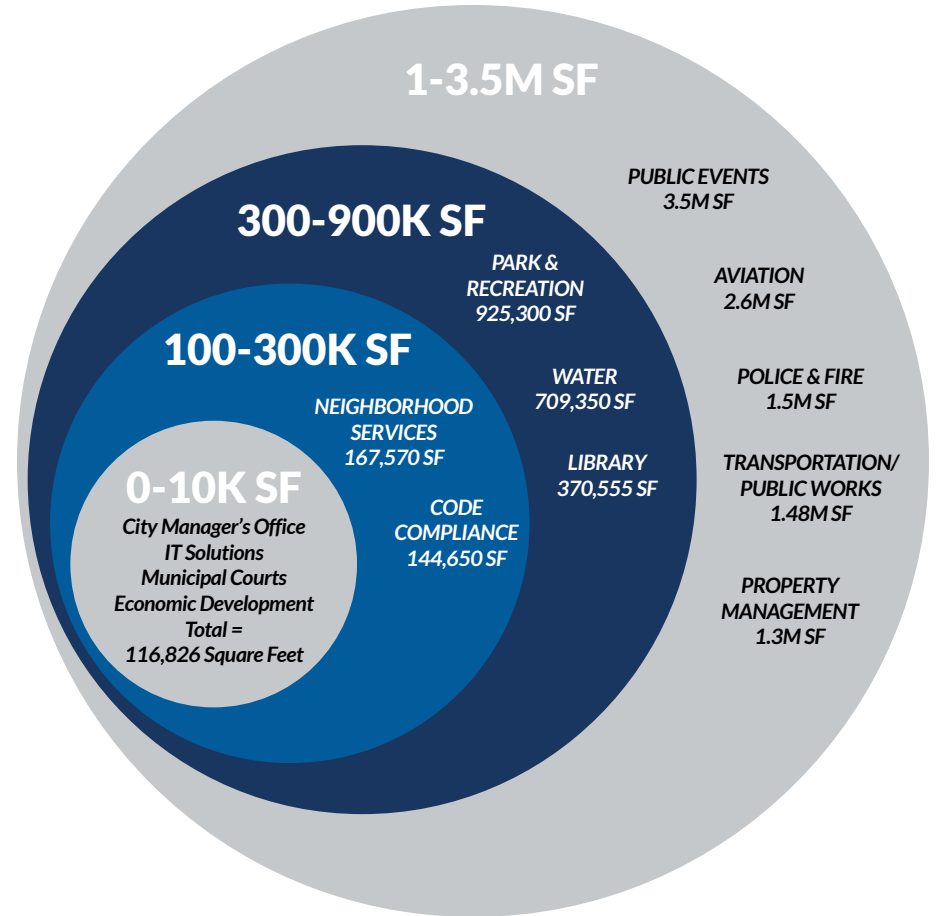 1-3.5M SF
PUBLIC EVENTS
3.5M SF
AVIATION
2.6M SF
POLICE & FIRE
1.5M SF
TRANSPORTATION/
PUBLIC WORKS
1.48M SF
PROPERTY
MANAGEMENT
1.3M SF
300-900K SF
PARK &
RECREATION
925,300 SF
WATER
709,350 SF
LIBRARY
370,555 SF
100-300K SF
NEIGHBORHOOD
SERVICES
167,570 SF
CODE
COMPLIANCE
144,650 SF
0-10K SF
City Manager's Office
IT Solutions
Municipal Courts
Economic Development
Total =
116,826 Square Feet